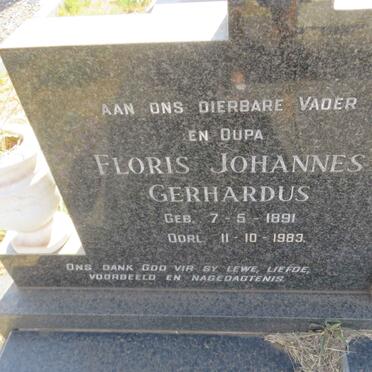 AAN ONS DIERBARE VADER
EN OUPA
FLORIS JOHANNES
GERHARDUS
GEB. 7-5-1891
OORL. 11-10-1983.
ONS DANK GOD VIR SY LEWE, LIEFDE,
VOORBEELD EN NAGEDAGTENIS.